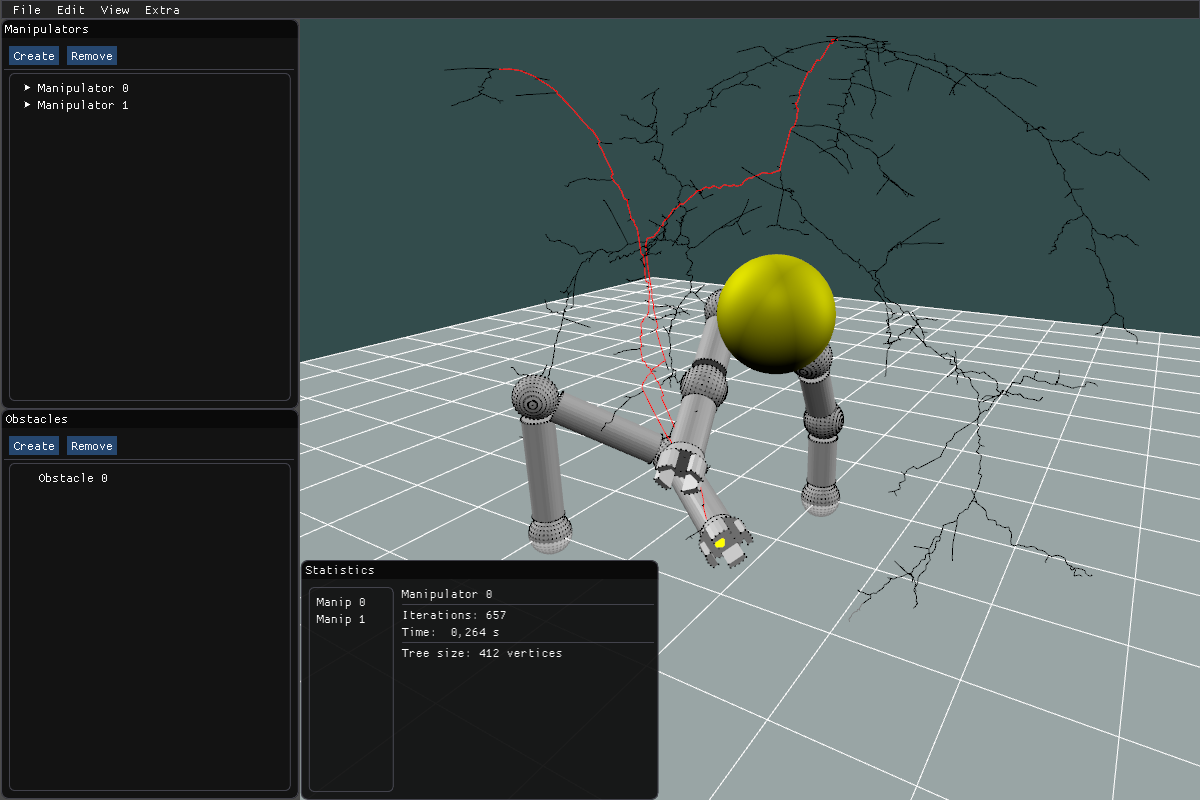 File Edit View Extra
Manipulators
Create Remove
Manipulator 0
Manipulator 1
Obstacles
Create Remove
Obstacle 0
Statistics
Manip 0
Manip 1
Manipulator 0
Iterations: 657
Time: 0,264 s
Tree size: 412 vertices